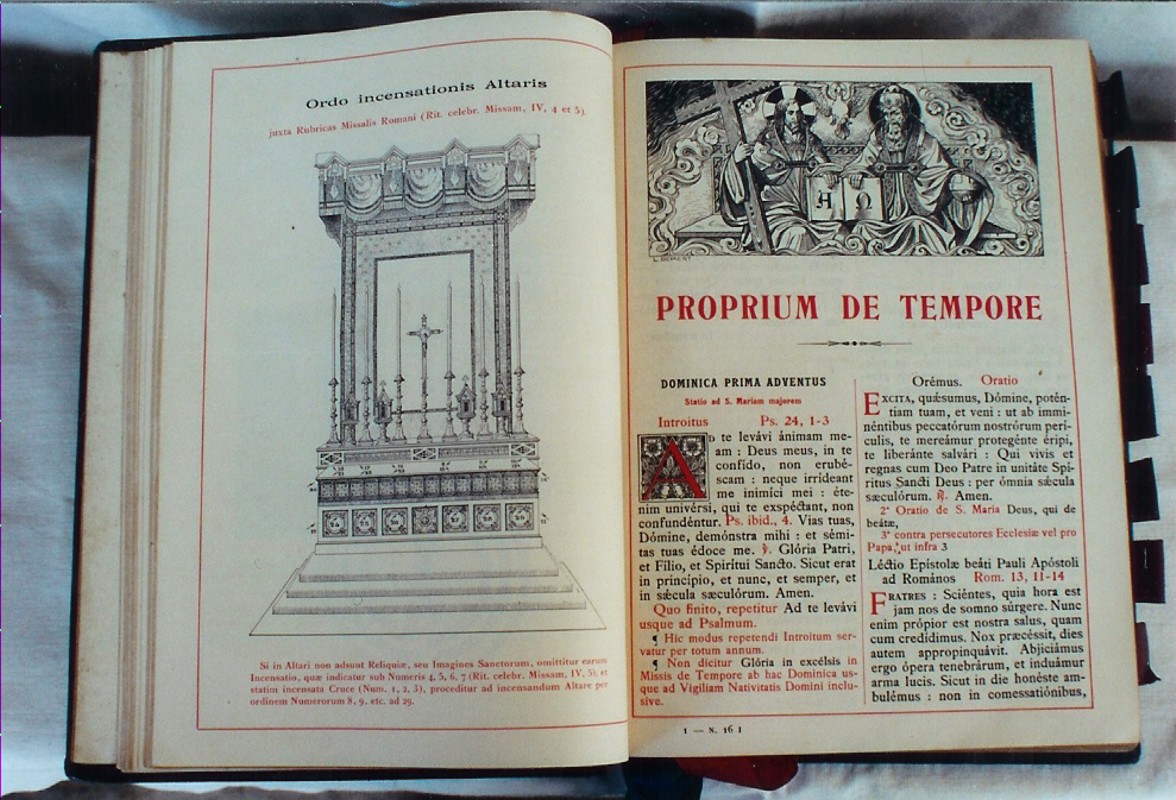 Ordo incensationis Altaris
juxta Rubricas Missalis Romani (Rit. celebr. Missam, IV, 4 et 5).
24 25 26 27 28 29
Si in Altari non adsunt Reliquiæ, seu Imagines Sanctorum, omittitur earum
Incensatio, quæ indicatur sub Numeris 4, 5, 6, 7 (Rit. celebr. Missam, IV, 5), et
statim incensata Cruce (Num. 1, 2, 3), proceditur ad incensandum Altare per
ordinem Numerorum 8, 9, etc. ad 29.
A Ω
PROPRIUM DE TEMPORE
DOMINICA PRIMA ADVENTUS
Statio ad S. Mariam majorem
Introitus Ps. 24, 1-3
AD te levávi ánimam me-
am : Deus meus, in te
confído, non erubé-
scam : neque irrídeant
me inimíci mei : éte-
nim univérsi, qui te exspéctant, non
confundéntur. Ps. ibid., 4. Vias tuas,
Dómine, demónstra mihi : et sémi-
tas tuas édoce me. ℣. Glória Patri,
et Fílio, et Spirítui Sancto. Sicut erat
in princípio, et nunc, et semper, et
in sǽcula sæculórum. Amen.
Quo finito, repetitur Ad te levávi
usque ad Psalmum.
¶ Hic modus repetendi Introitum ser-
vatur per totum annum.
¶ Non dicitur Glória in excélsis in
Missis de Tempore ab hac Dominica us-
que ad Vigiliam Nativitatis Domini inclu-
sive.
Orémus. Oratio
EXCITA, quǽsumus, Dómine, potén-
tiam tuam, et veni : ut ab immi-
néntibus peccatórum nostrórum perí-
culis, te mereámur protegénte éripi,
te liberánte salvári : Qui vivis et
regnas cum Deo Patre in unitáte Spí-
ritus Sancti Deus : per ómnia sǽcula
sæculórum. ℟. Amen.
2ª Oratio de S. Maria Deus, qui de
beátæ,
3ª contra persecutores Ecclesiæ vel pro
Papa, ut infra 3
Léctio Epístolæ beáti Pauli Apóstoli
ad Romános Rom. 13, 11-14
FRATRES : Sciéntes, quia hora est
jam nos de somno súrgere. Nunc
enim própior est nostra salus, quam
cum credídimus. Nox præcéssit, dies
autem appropinquávit. Abjiciámus
ergo ópera tenebrárum, et induámur
arma lucis. Sicut in die honéste am-
bulémus : non in comessatiónibus,
1 — N. 16 I